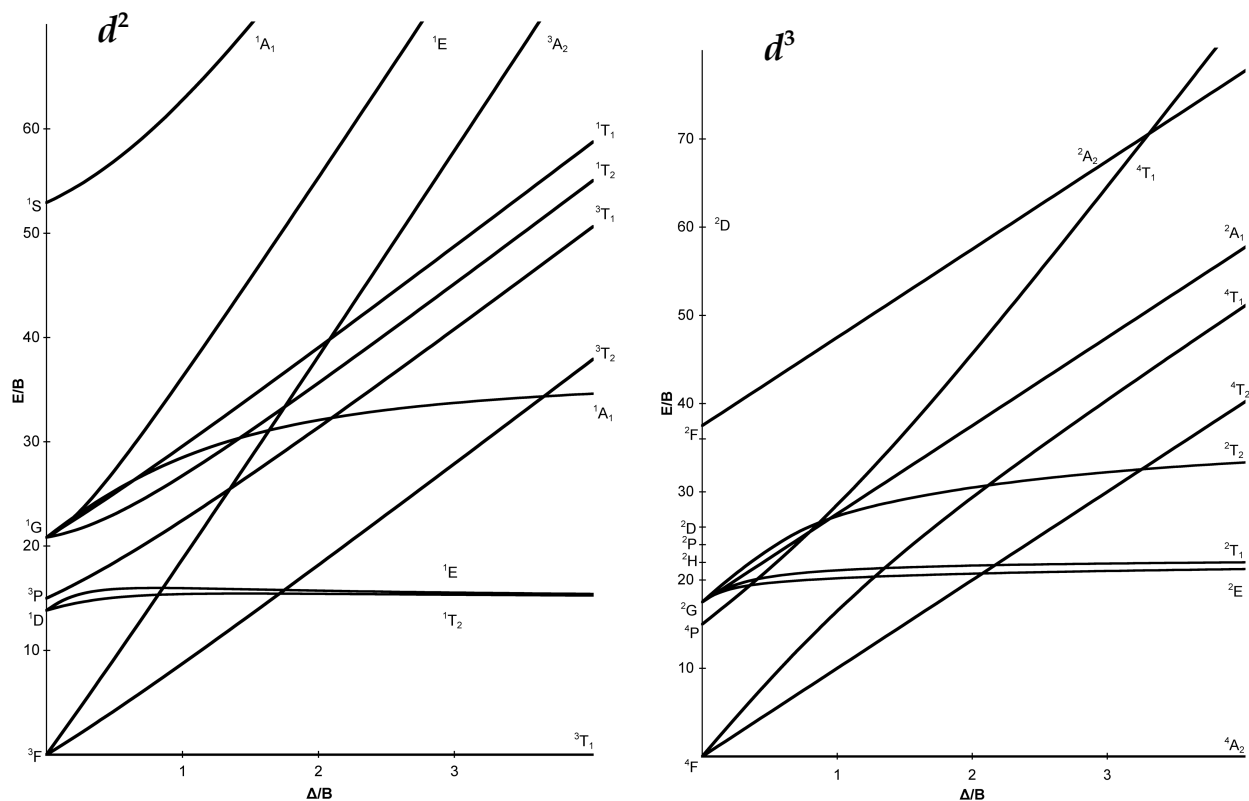 d²
¹A₁
¹E
³A₂
60
¹T₁
¹T₂
¹S
³T₁
50
40
³T₂
E/B
¹A₁
30
¹G
20
¹E
³P
¹D
¹T₂
10
³F
³T₁
1
2
3
Δ/B
d³
70
²A₂
⁴T₁
²D
60
²A₁
50
⁴T₁
40
⁴T₂
E/B
²F
²T₂
30
²D
²P
²T₁
²H
20
²E
²G
⁴P
10
⁴A₂
⁴F
1
2
3
Δ/B